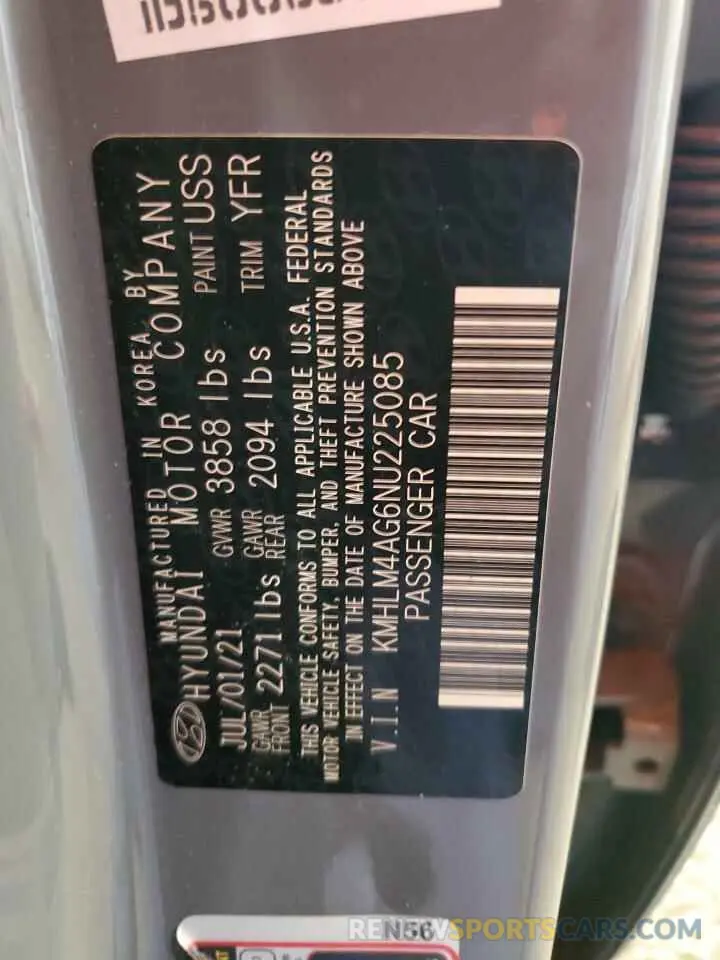 MANUFACTURED IN KOREA BY
HYUNDAI MOTOR COMPANY
JUL/01/21 GVWR 3858 lbs PAINT USS
GAWR FRONT 2271 lbs GAWR REAR 2094 lbs TRIM YFR
THIS VEHICLE CONFORMS TO ALL APPLICABLE U.S.A. FEDERAL
MOTOR VEHICLE SAFETY, BUMPER, AND THEFT PREVENTION STANDARDS
IN EFFECT ON THE DATE OF MANUFACTURE SHOWN ABOVE
V.I.N KMHLM4AG6NU225085
PASSENGER CAR
N56
RENEWSPORTSCARS.COM